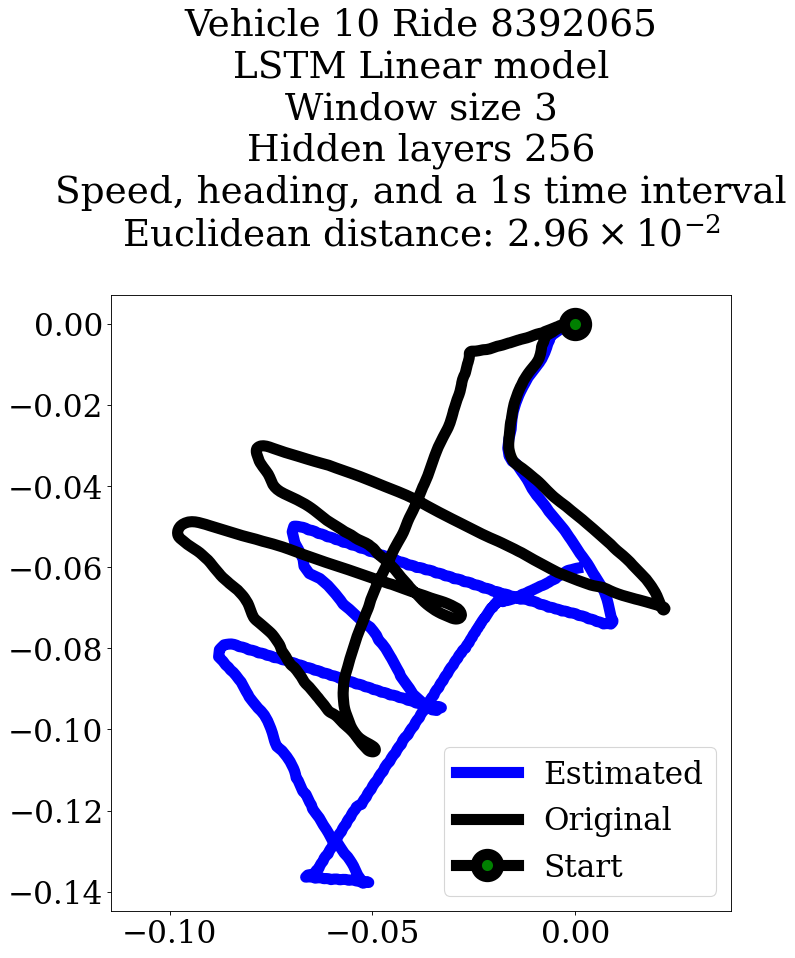 Vehicle 10 Ride 8392065
LSTM Linear model
Window size 3
Hidden layers 256
Speed, heading, and a 1s time interval
Euclidean distance: 2.96 × 10⁻²
0.00
−0.02
−0.04
−0.06
−0.08
−0.10
−0.12
−0.14
Estimated
Original
Start
−0.10 −0.05 0.00